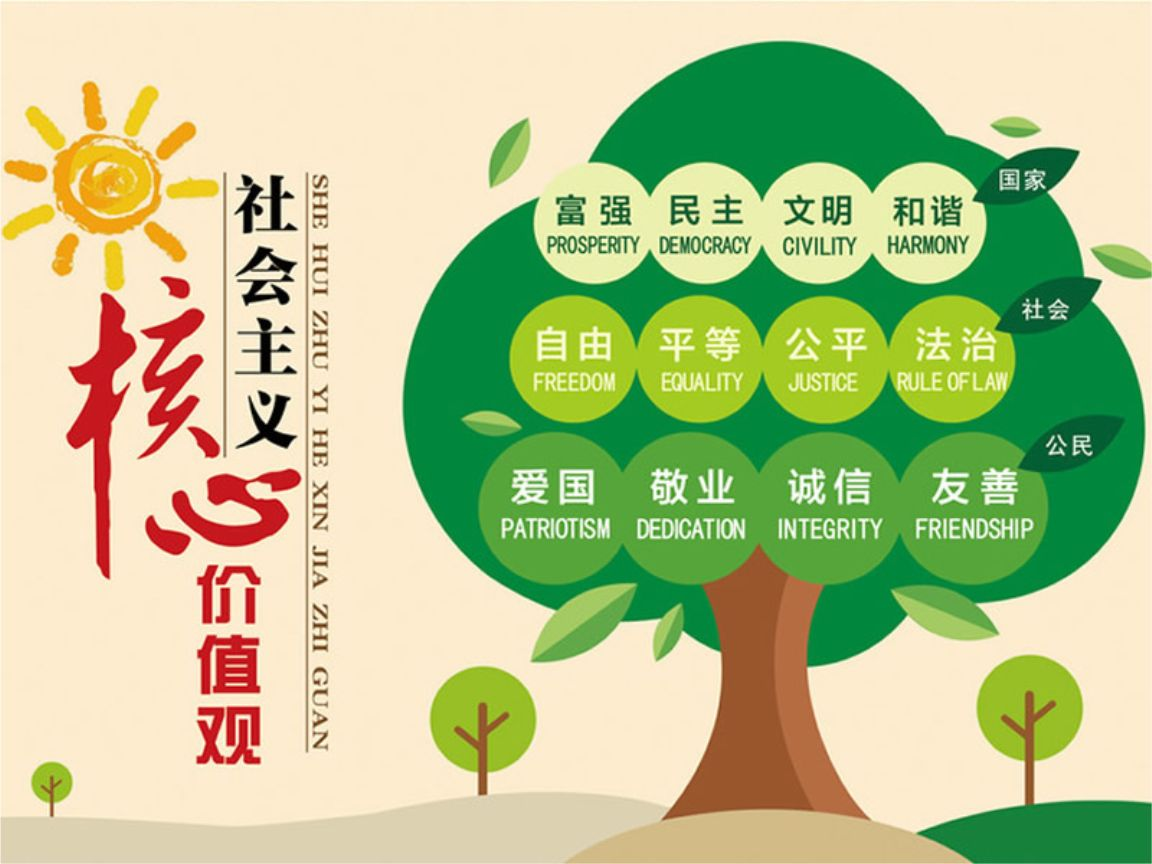 社会主义
核心
价值观
SHE HUI ZHU YI HE XIN JIA ZHI GUAN
国家
富强 民主 文明 和谐
PROSPERITY DEMOCRACY CIVILITY HARMONY
社会
自由 平等 公平 法治
FREEDOM EQUALITY JUSTICE RULE OF LAW
公民
爱国 敬业 诚信 友善
PATRIOTISM DEDICATION INTEGRITY FRIENDSHIP